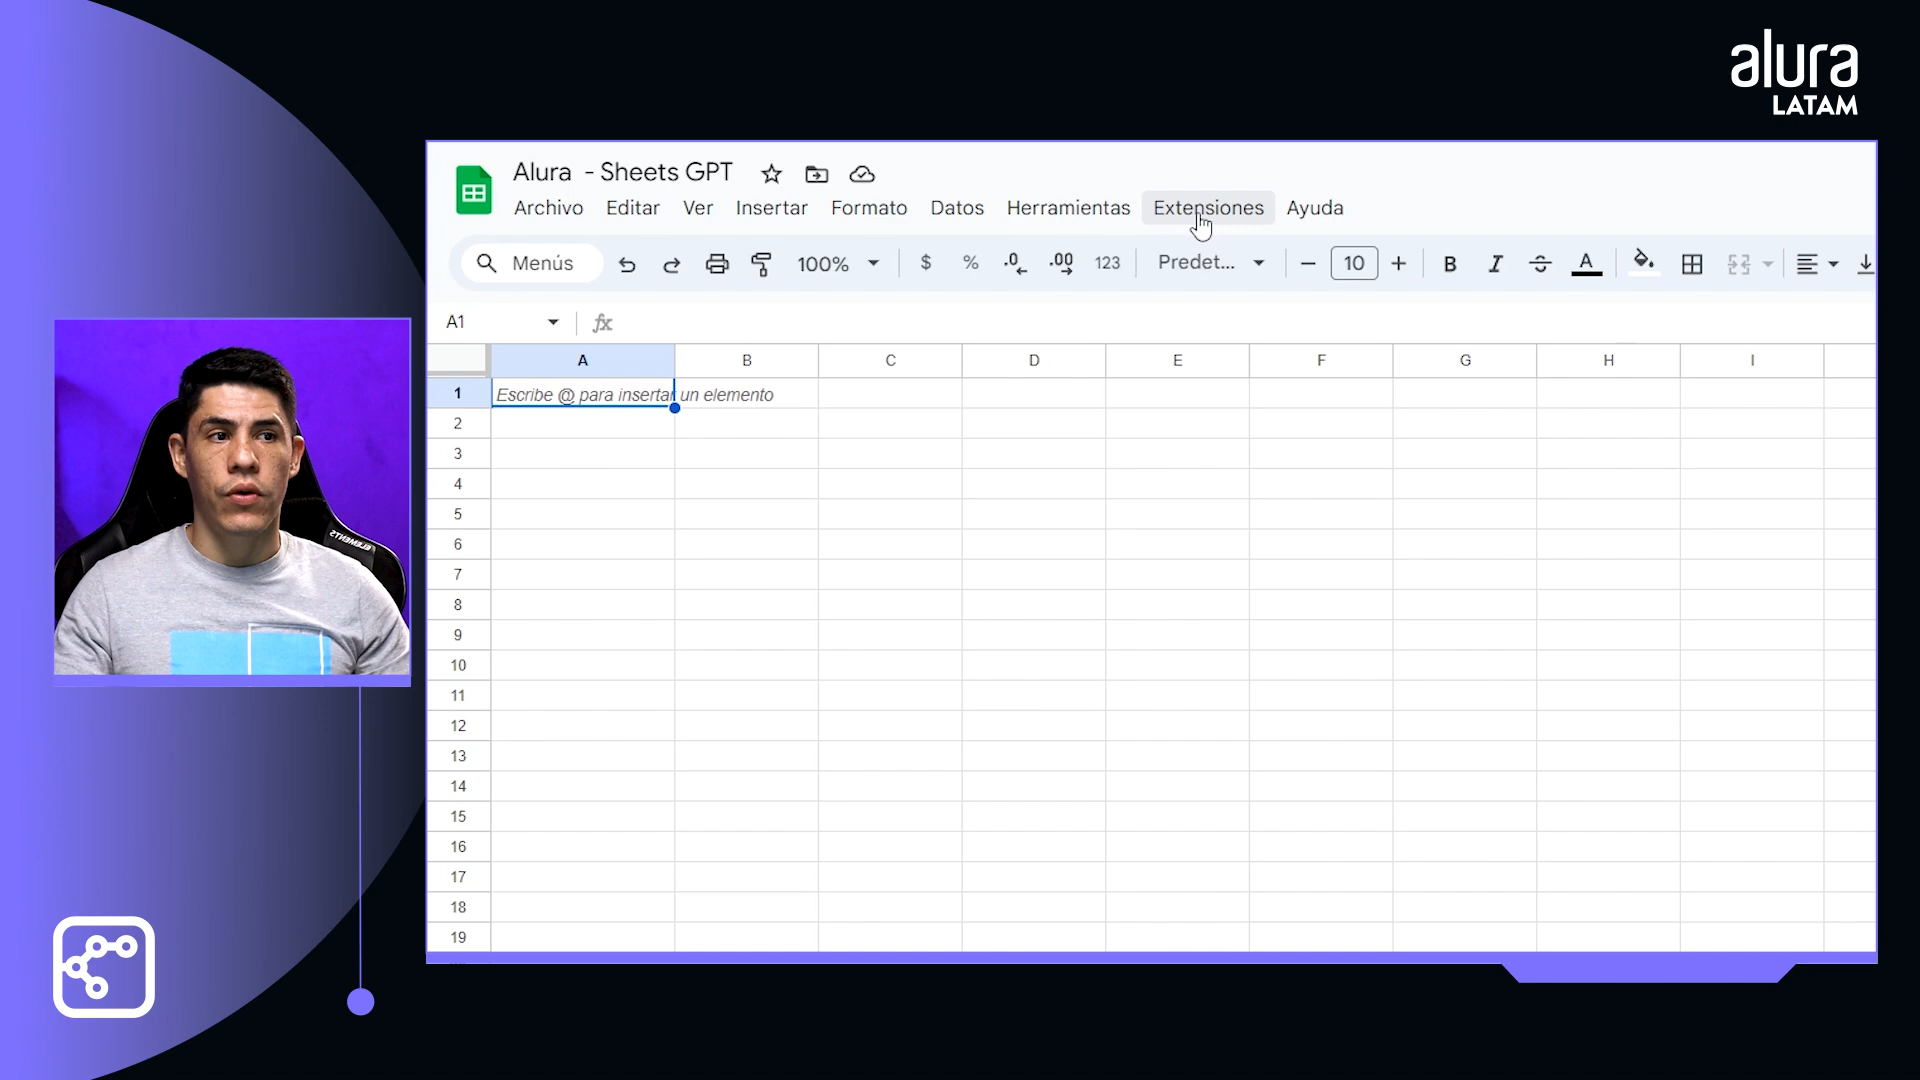 alura
LATAM
Alura - Sheets GPT
Archivo Editar Ver Insertar Formato Datos Herramientas Extensiones Ayuda
Menús 100% $ % .0 .00 123 Predet... 10 B I A
A1 fx
A B C D E F G H I
1 Escribe @ para insertar un elemento
2
3
4
5
6
7
8
9
10
11
12
13
14
15
16
17
18
19
ELEMENTS